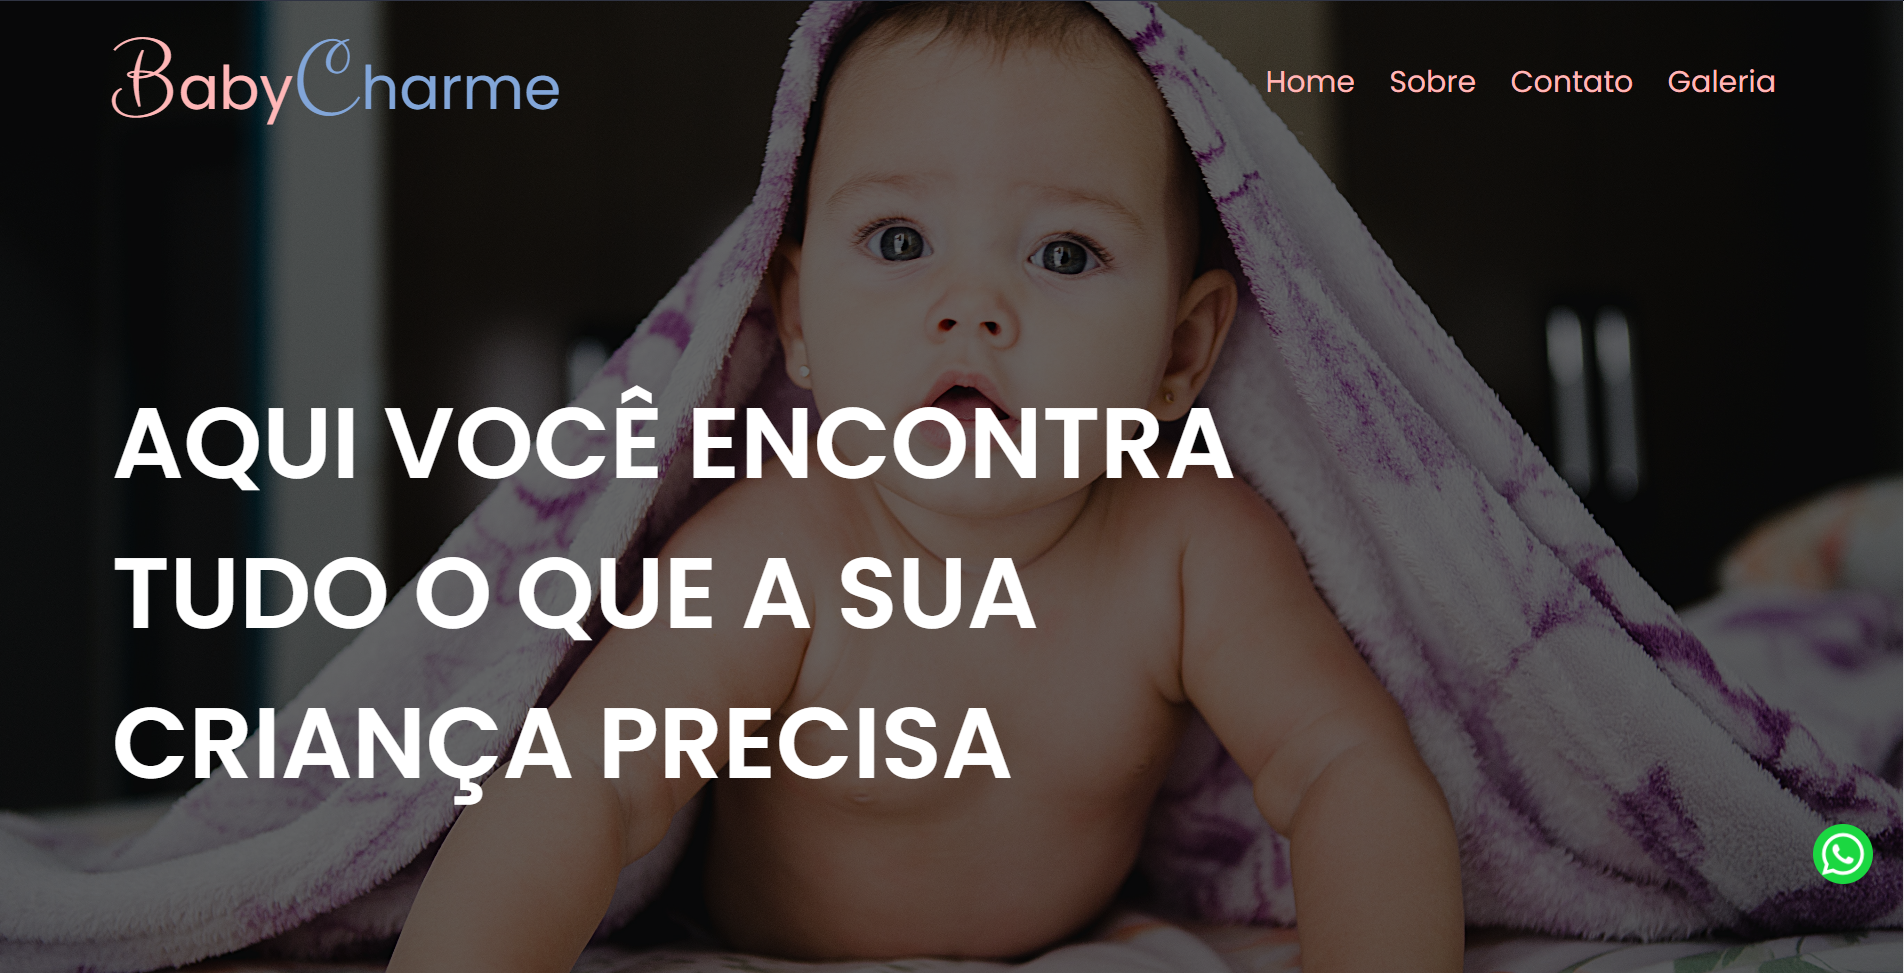 BabyCharme
Home Sobre Contato Galeria
AQUI VOCÊ ENCONTRA
TUDO O QUE A SUA
CRIANÇA PRECISA